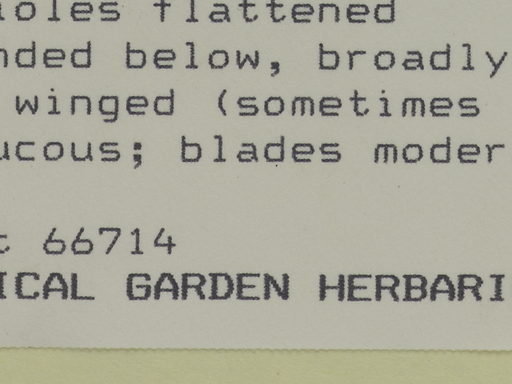 oles flattened
nded below, broadly
winged (sometimes
ucous; blades moder
t 66714
ICAL GARDEN HERBARI